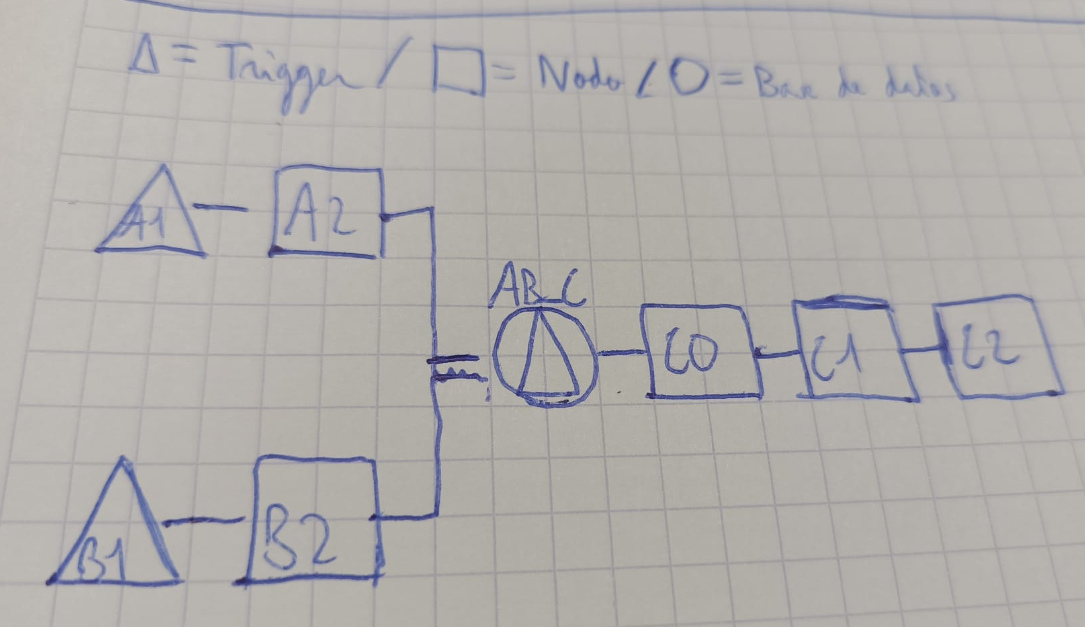 Δ = Trigger / □ = Nodo / O = Base de datos
A1
A2
AB_C
C0
C1
C2
B1
B2